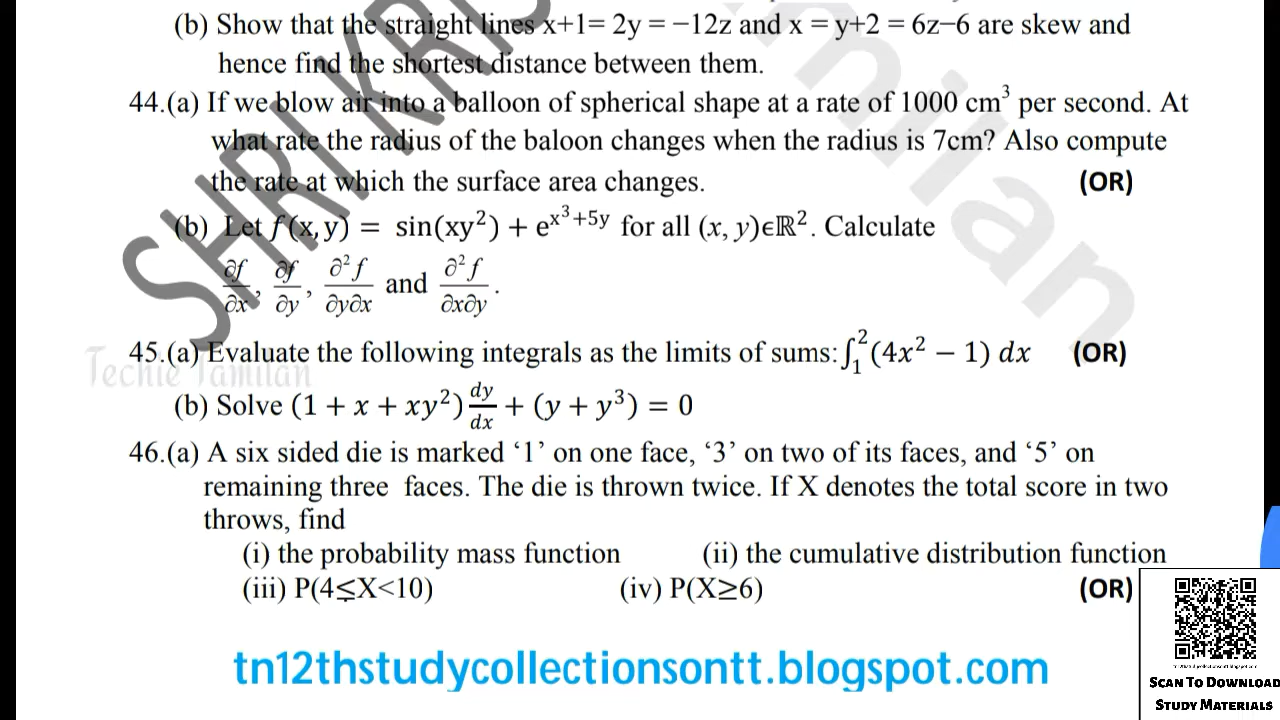 (b) Show that the straight lines x+1= 2y = −12z and x = y+2 = 6z−6 are skew and
hence find the shortest distance between them.
44.(a) If we blow air into a balloon of spherical shape at a rate of 1000 cm³ per second. At
what rate the radius of the baloon changes when the radius is 7cm? Also compute
the rate at which the surface area changes. (OR)
(b) Let f(x,y) = sin(xy²) + e^{x³+5y} for all (x, y)∈ℝ². Calculate
∂f/∂x, ∂f/∂y, ∂²f/∂y∂x and ∂²f/∂x∂y.
45.(a) Evaluate the following integrals as the limits of sums: ∫₁²(4x² − 1) dx (OR)
Techie Tamilan
(b) Solve (1 + x + xy²) dy/dx + (y + y³) = 0
46.(a) A six sided die is marked ‘1’ on one face, ‘3’ on two of its faces, and ‘5’ on
remaining three faces. The die is thrown twice. If X denotes the total score in two
throws, find
(i) the probability mass function (ii) the cumulative distribution function
(iii) P(4≤X<10) (iv) P(X≥6) (OR)
tn12thstudycollectionsontt.blogspot.com
SCAN TO DOWNLOAD
STUDY MATERIALS
SHRI KRIS
milan